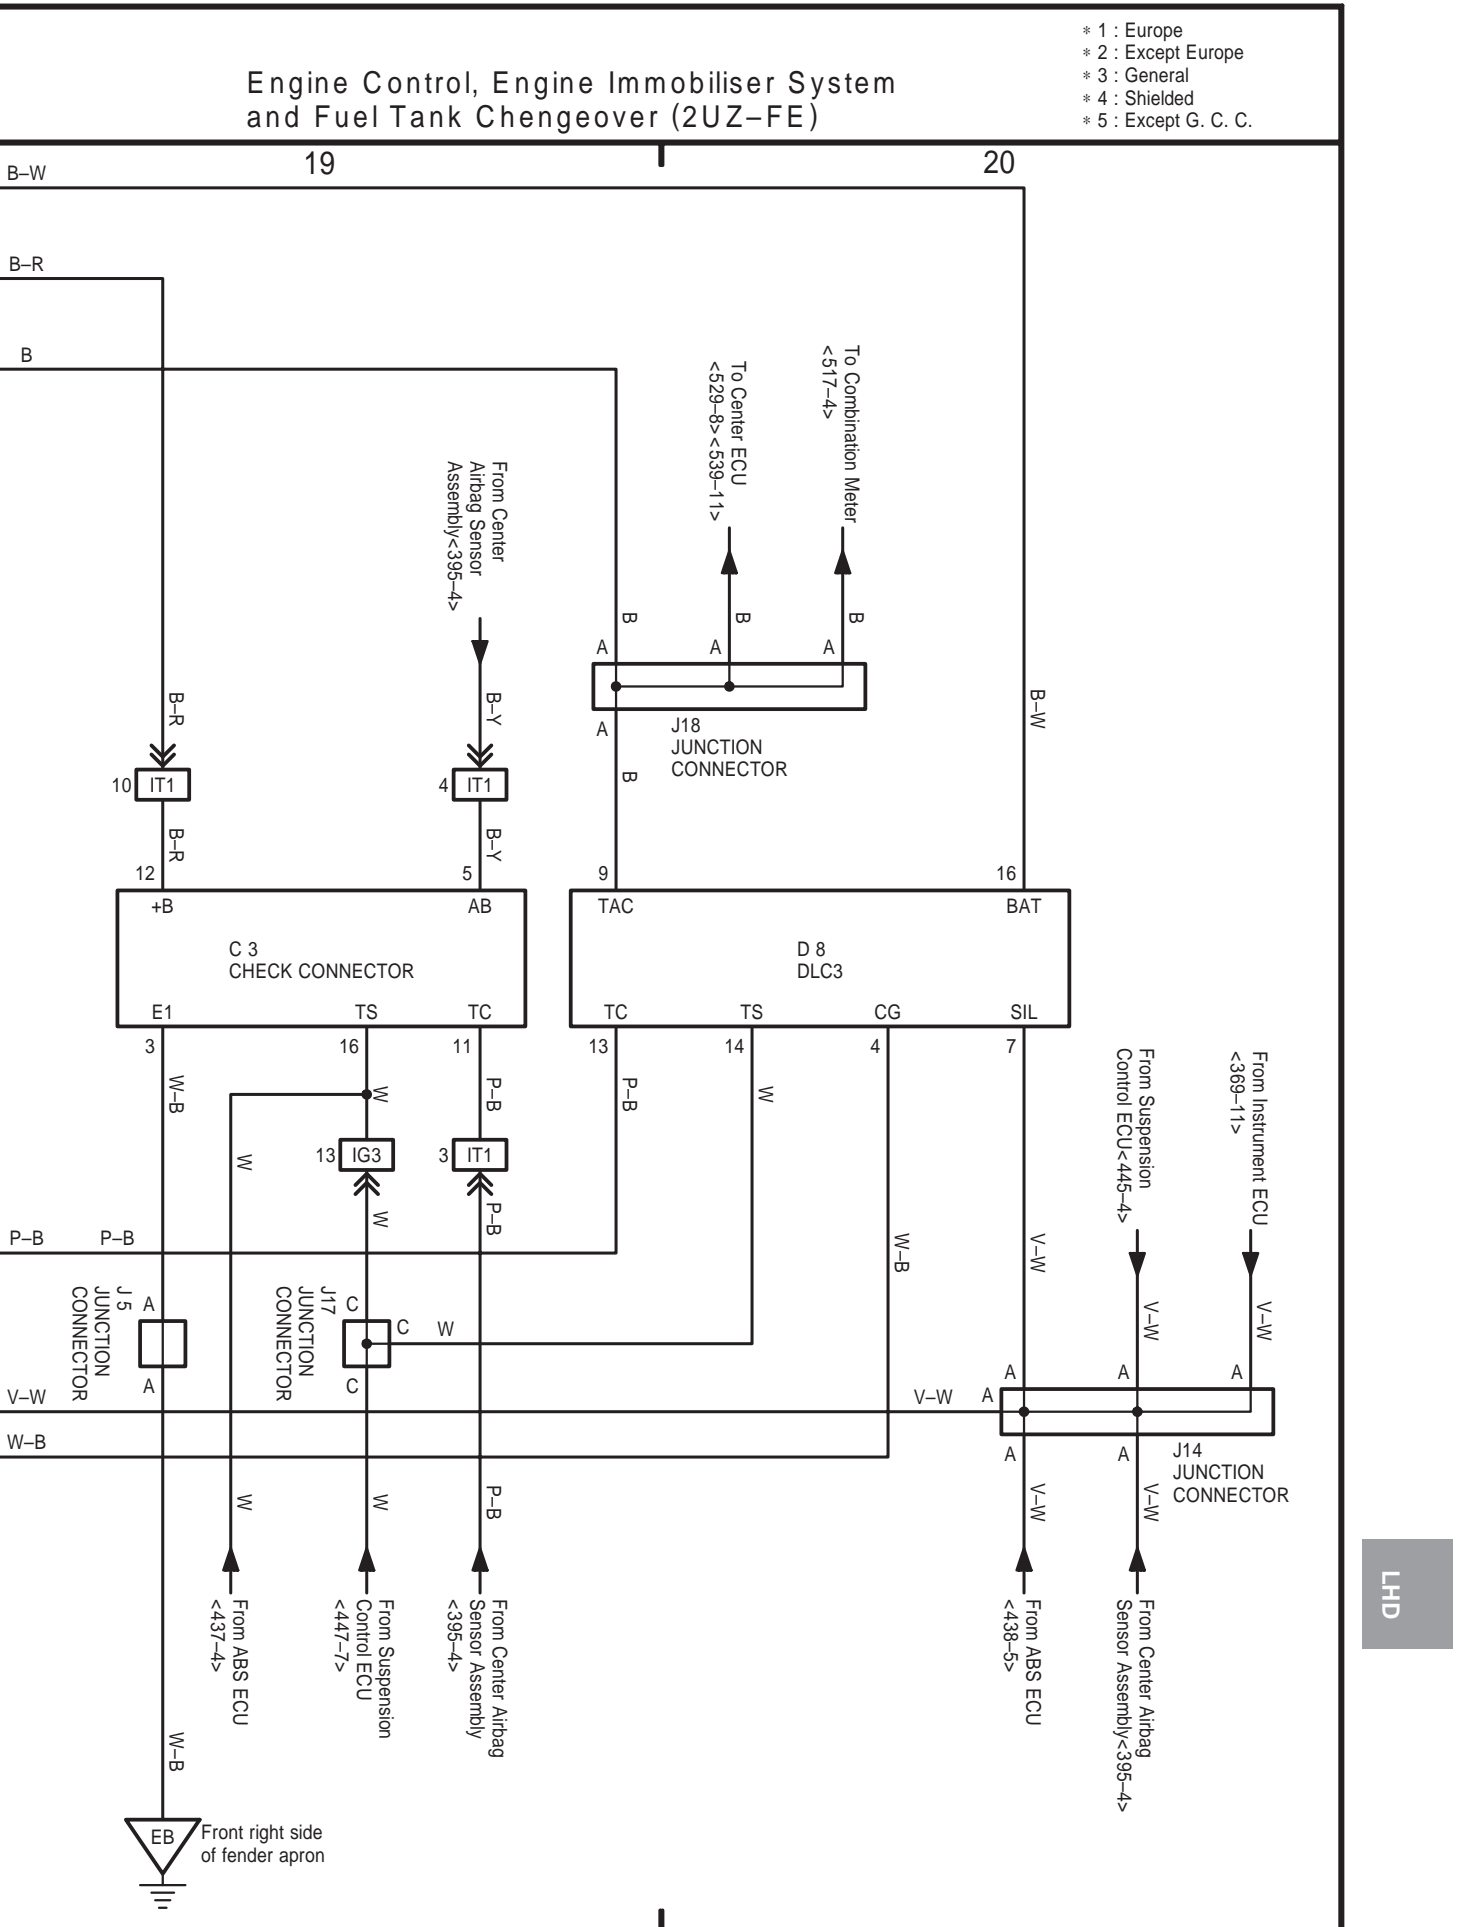 Engine Control, Engine Immobiliser System
and Fuel Tank Chengeover (2UZ–FE)
∗ 1 : Europe
∗ 2 : Except Europe
∗ 3 : General
∗ 4 : Shielded
∗ 5 : Except G. C. C.
19
20
B–W
B–R
B
To Center ECU
<529–8><539–11>
To Combination Meter
<517–4>
From Center
Airbag Sensor
Assembly<395–4>
B
B
B
A
A
A
B–R
B–Y
A
J18
JUNCTION
CONNECTOR
B–W
10
IT1
4
IT1
B
B–R
B–Y
12
5
9
16
+B
AB
TAC
BAT
C 3
CHECK CONNECTOR
D 8
DLC3
E1
TS
TC
TC
TS
CG
SIL
3
16
11
13
14
4
7
W–B
W
P–B
P–B
W
From Suspension
Control ECU<445–4>
From Instrument ECU
<369–11>
W
13
IG3
3
IT1
W
P–B
P–B
P–B
W–B
V–W
J 5
JUNCTION
CONNECTOR
A
A
J17
JUNCTION
CONNECTOR
C
C
C
W
V–W
V–W
A
A
A
V–W
V–W
A
W–B
A
A
J14
JUNCTION
CONNECTOR
W
W
P–B
V–W
V–W
From ABS ECU
<437–4>
From Suspension
Control ECU
<447–7>
From Center Airbag
Sensor Assembly
<395–4>
From ABS ECU
<438–5>
From Center Airbag
Sensor Assembly<395–4>
LHD
W–B
EB
Front right side
of fender apron